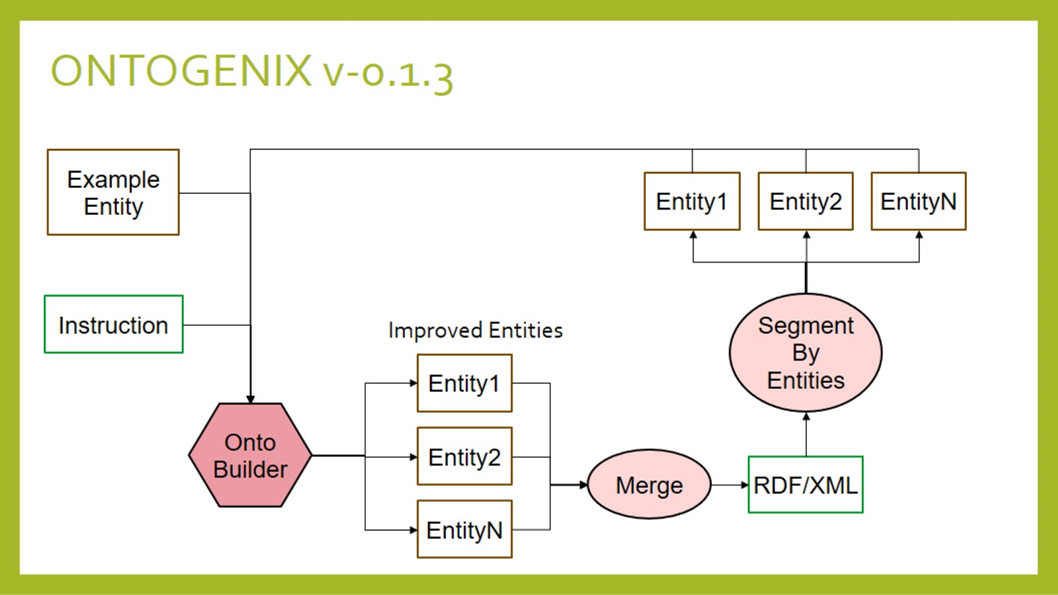 ONTOGENIX v-0.1.3
Example
Entity
Entity1
Entity2
EntityN
Instruction
Improved Entities
Segment
By
Entities
Entity1
Entity2
EntityN
Onto
Builder
Merge
RDF/XML